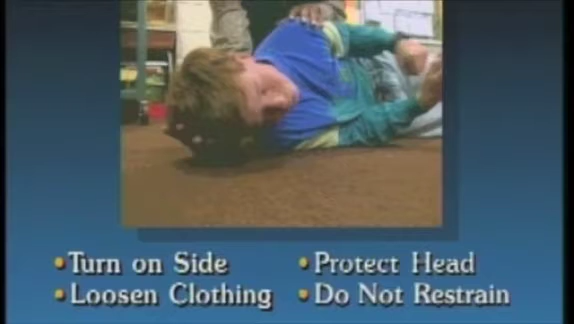 • Turn on Side
• Loosen Clothing
• Protect Head
• Do Not Restrain